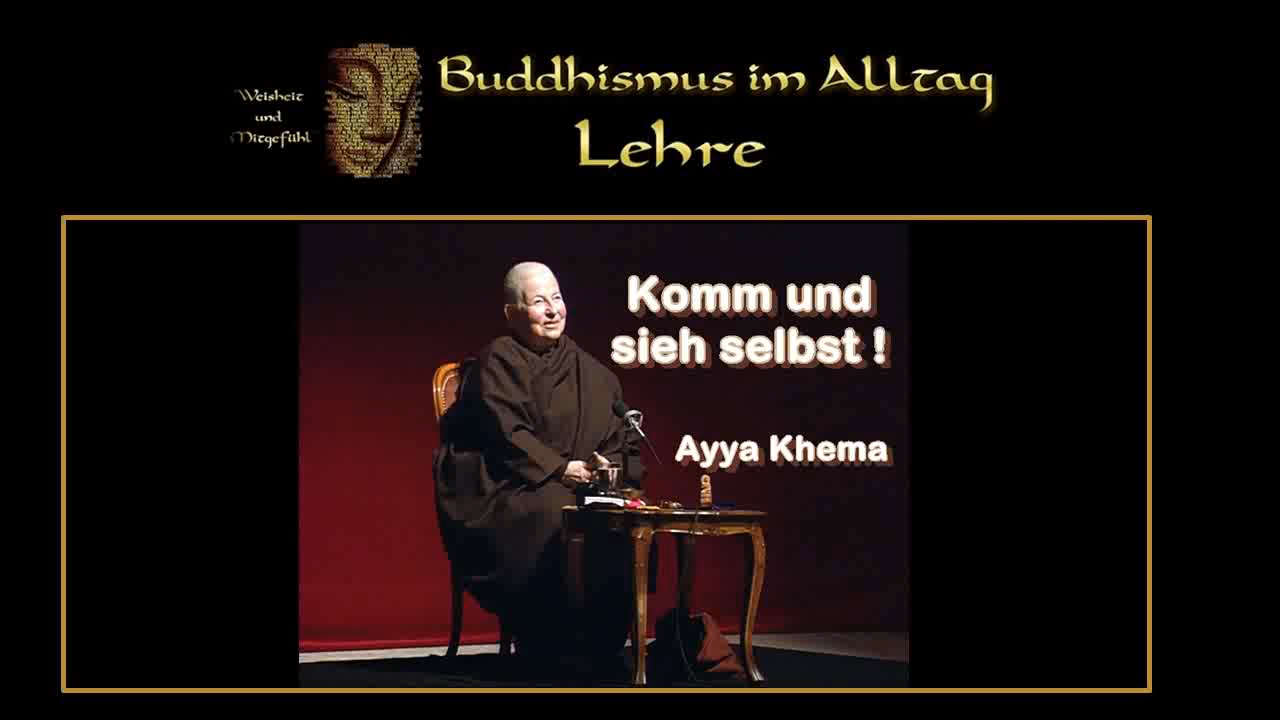 Weisheit
und
Mitgefühl
Buddhismus im Alltag
Lehre
Komm und
sieh selbst !
Ayya Khema